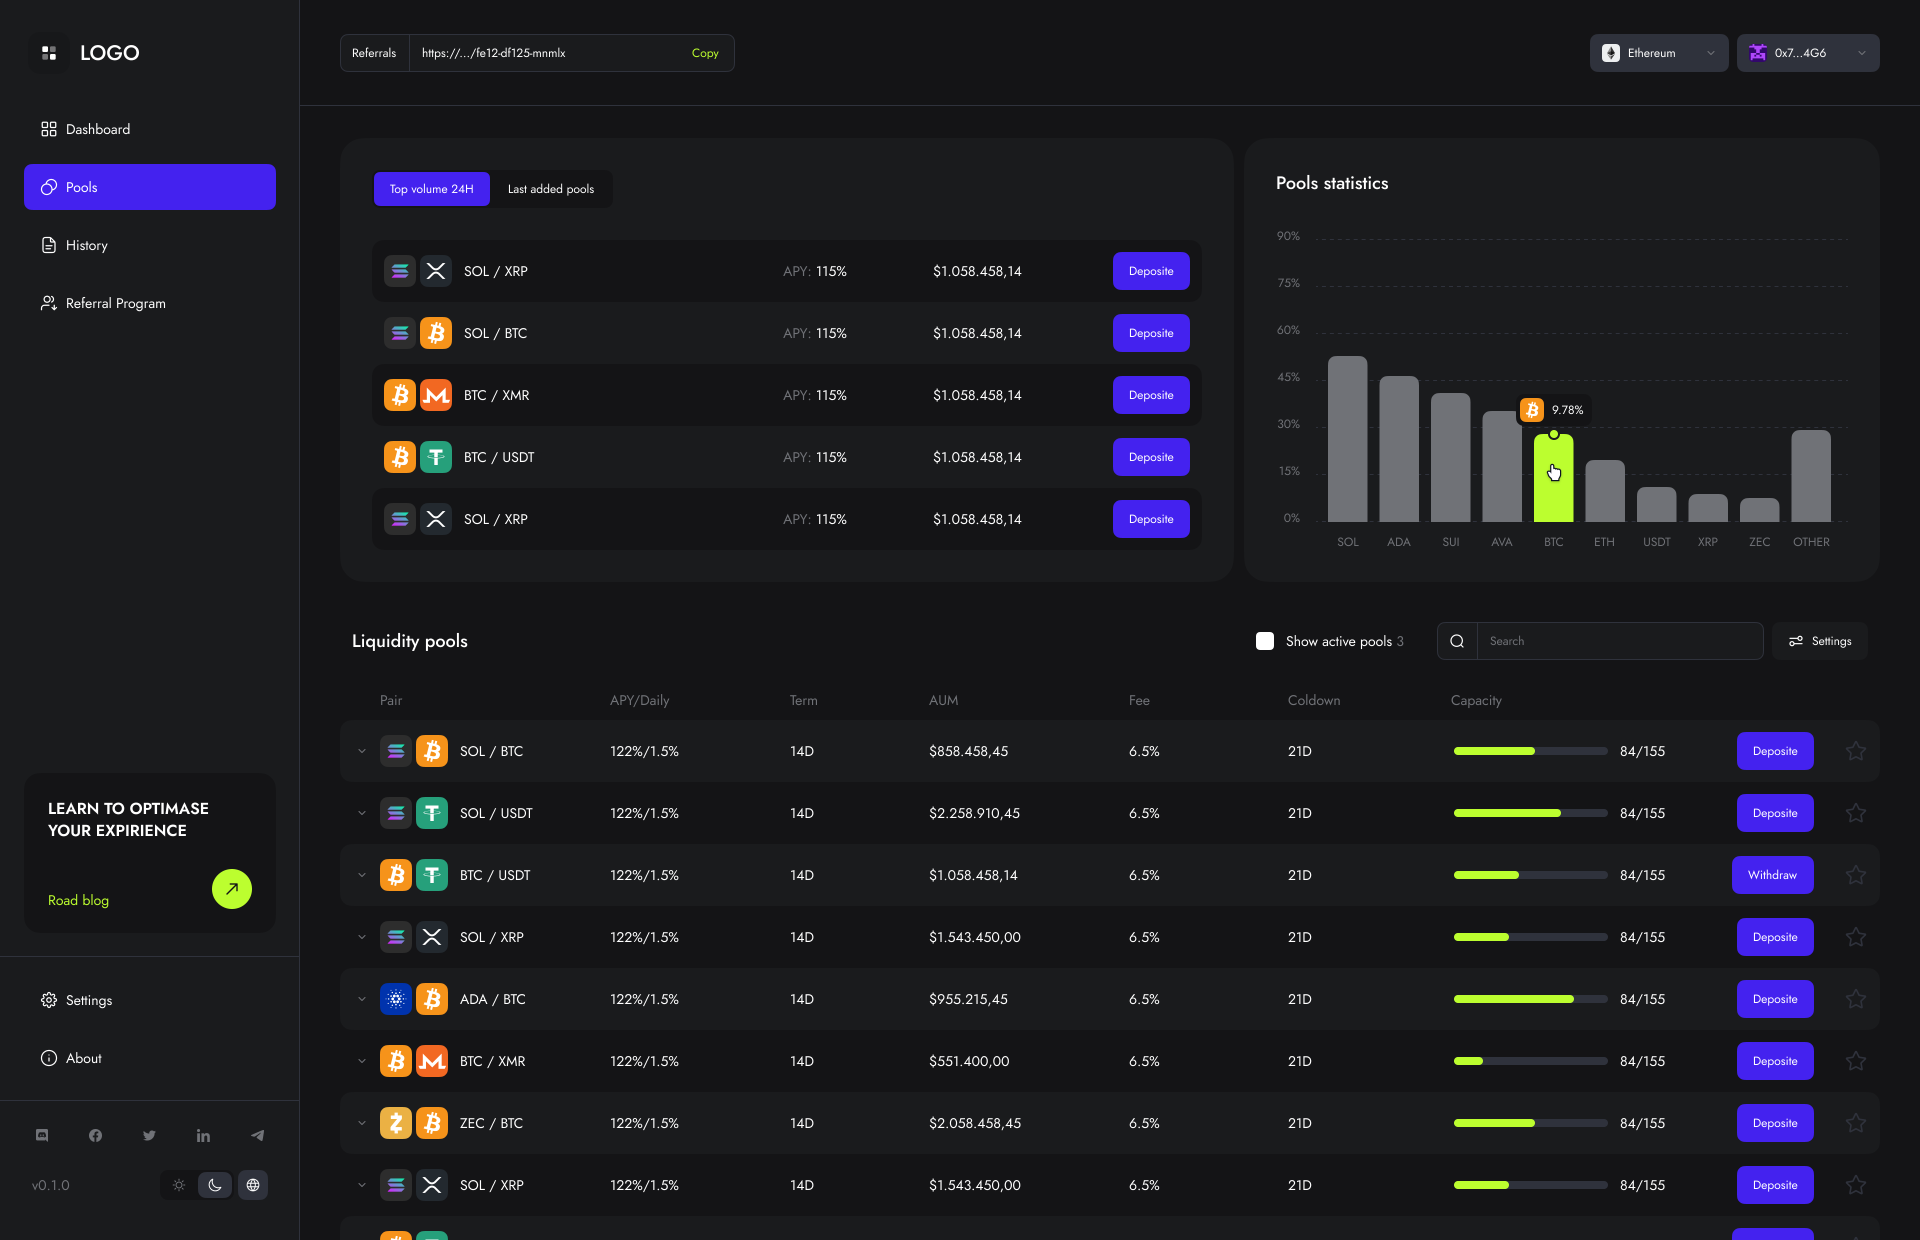 LOGO
Dashboard
Pools
History
Referral Program
LEARN TO OPTIMASE
YOUR EXPIRIENCE
Road blog
Settings
About
v0.1.0
Referrals https://.../fe12-df125-mnmlx Copy
Ethereum 0x7...4G6
Top volume 24H Last added pools
SOL / XRP APY: 115% $1.058.458,14 Deposite
SOL / BTC APY: 115% $1.058.458,14 Deposite
BTC / XMR APY: 115% $1.058.458,14 Deposite
BTC / USDT APY: 115% $1.058.458,14 Deposite
SOL / XRP APY: 115% $1.058.458,14 Deposite
Pools statistics
90%
75%
60%
45%
9.78%
30%
15%
0%
SOL ADA SUI AVA BTC ETH USDT XRP ZEC OTHER
Liquidity pools Show active pools 3 Search Settings
Pair APY/Daily Term AUM Fee Coldown Capacity
SOL / BTC 122%/1.5% 14D $858.458,45 6.5% 21D 84/155 Deposite
SOL / USDT 122%/1.5% 14D $2.258.910,45 6.5% 21D 84/155 Deposite
BTC / USDT 122%/1.5% 14D $1.058.458,14 6.5% 21D 84/155 Withdraw
SOL / XRP 122%/1.5% 14D $1.543.450,00 6.5% 21D 84/155 Deposite
ADA / BTC 122%/1.5% 14D $955.215,45 6.5% 21D 84/155 Deposite
BTC / XMR 122%/1.5% 14D $551.400,00 6.5% 21D 84/155 Deposite
ZEC / BTC 122%/1.5% 14D $2.058.458,45 6.5% 21D 84/155 Deposite
SOL / XRP 122%/1.5% 14D $1.543.450,00 6.5% 21D 84/155 Deposite